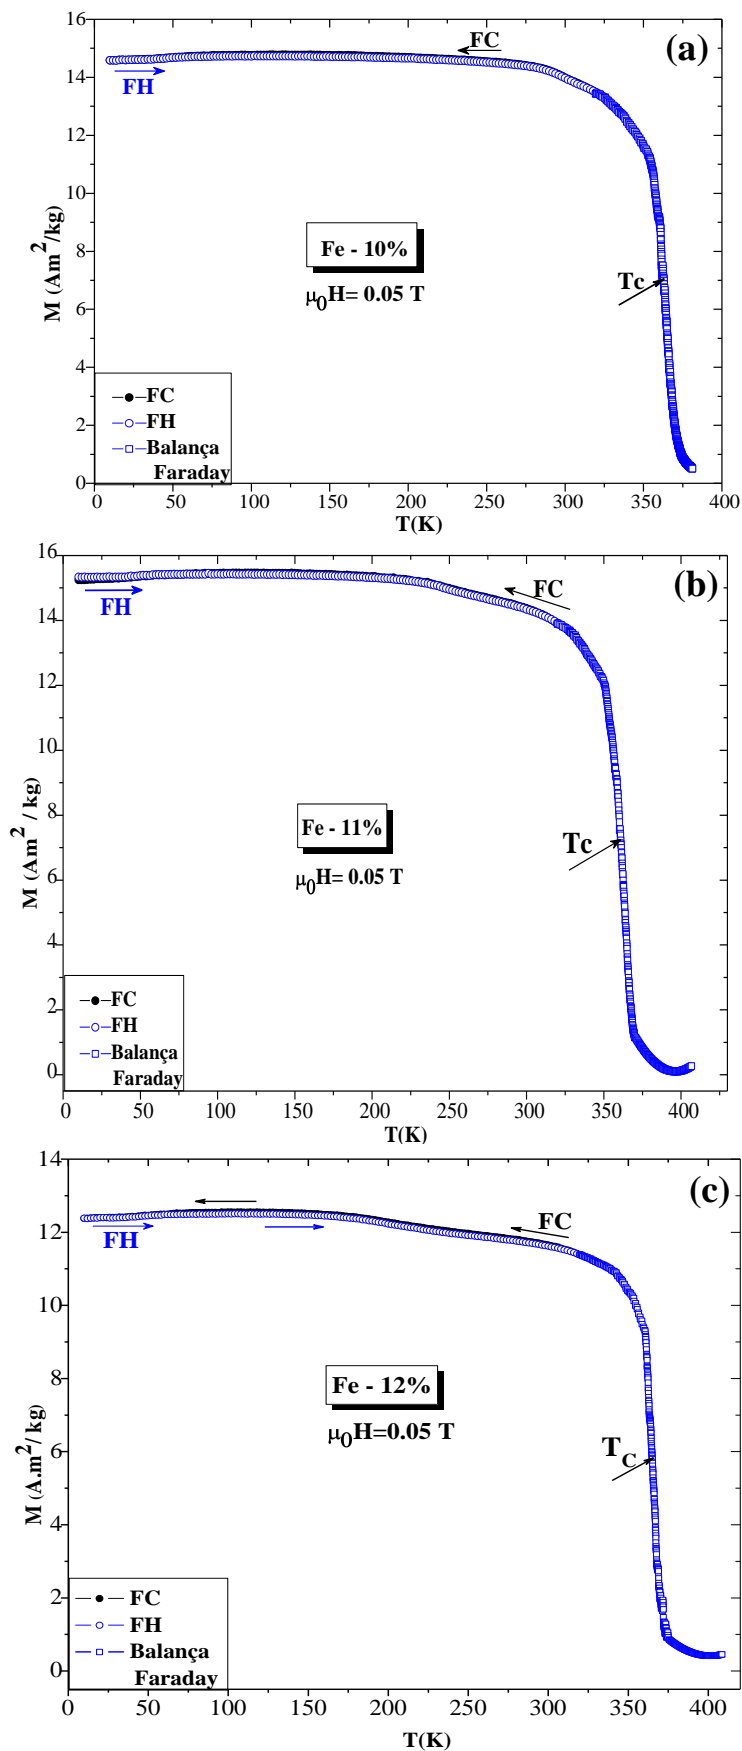 (a)
FC
FH
Fe - 10%
μ0H= 0.05 T
Tc
FC
FH
Balança
Faraday
M (Am2/kg)
16
14
12
10
8
6
4
2
0
0 50 100 150 200 250 300 350 400
T(K)
(b)
FC
FH
Fe - 11%
μ0H= 0.05 T
Tc
FC
FH
Balança
Faraday
M (Am2 / kg)
16
14
12
10
8
6
4
2
0
0 50 100 150 200 250 300 350 400
T(K)
(c)
FC
FH
Fe - 12%
μ0H=0.05 T
TC
FC
FH
Balança
Faraday
M (A.m2/ kg)
14
12
10
8
6
4
2
0
0 50 100 150 200 250 300 350 400
T(K)